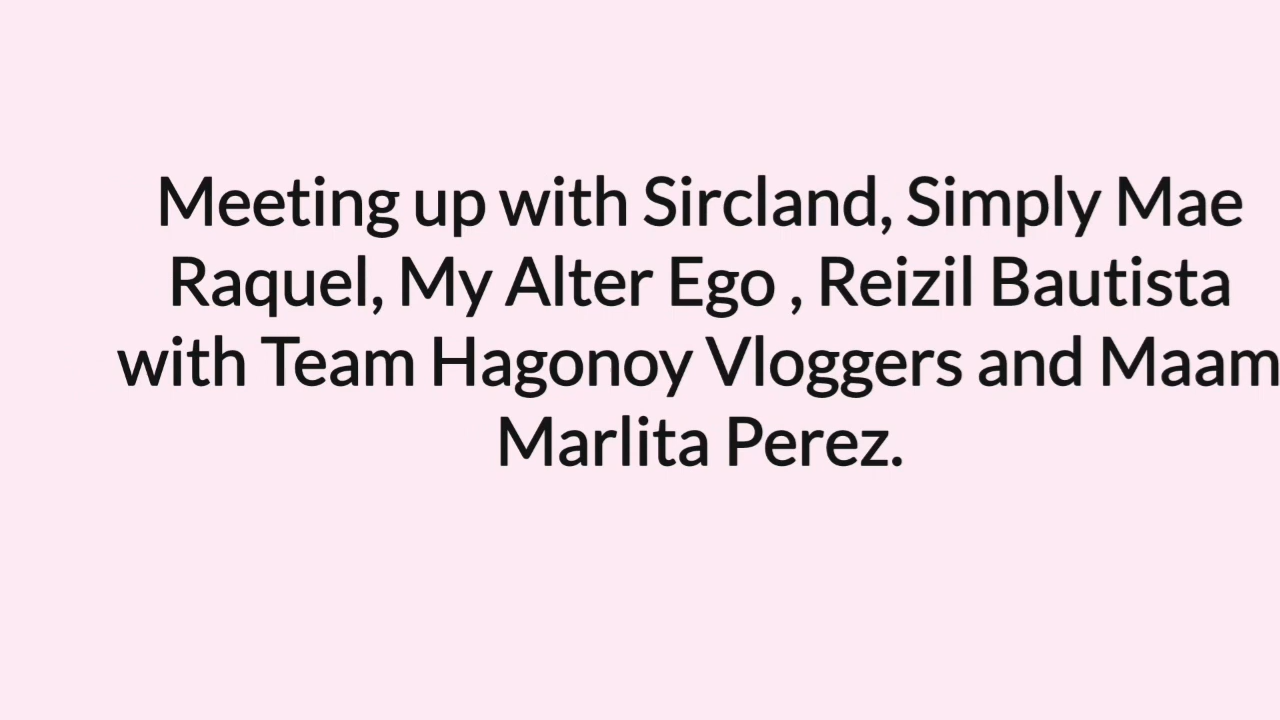 Meeting up with Sircland, Simply Mae
Raquel, My Alter Ego , Reizil Bautista
with Team Hagonoy Vloggers and Maam
Marlita Perez.